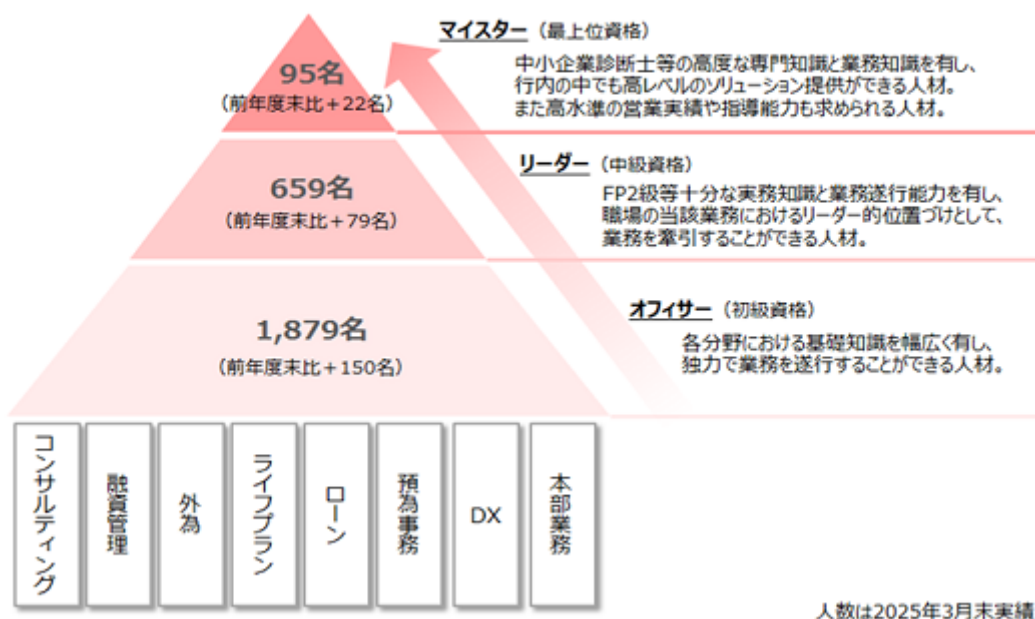 マイスター（最上位資格）
中小企業診断士等の高度な専門知識と業務知識を有し、
行内の中でも高レベルのソリューション提供ができる人材。
また高水準の営業実績や指導能力も求められる人材。
95名
（前年度末比＋22名）
リーダー（中級資格）
FP2級等十分な実務知識と業務遂行能力を有し、
職場の当該業務におけるリーダー的位置づけとして、
業務を牽引することができる人材。
659名
（前年度末比＋79名）
オフィサー（初級資格）
各分野における基礎知識を幅広く有し、
独力で業務を遂行することができる人材。
1,879名
（前年度末比＋150名）
コンサルティング
融資管理
外為
ライフプラン
ローン
預為事務
DX
本部業務
人数は2025年3月末実績